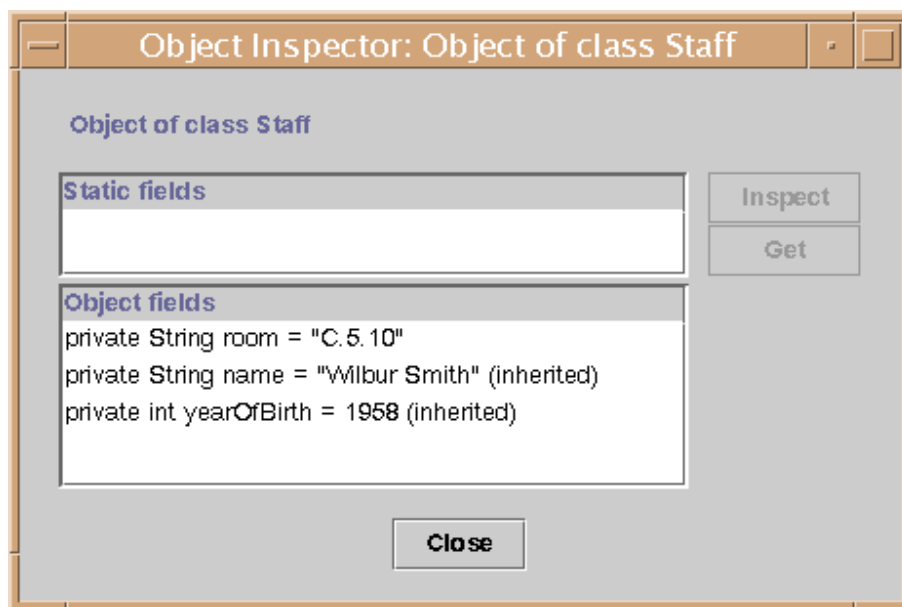 Object Inspector: Object of class Staff
Object of class Staff
Static fields
Inspect
Get
Object fields
private String room = "C.5.10"
private String name = "Wilbur Smith" (inherited)
private int yearOfBirth = 1958 (inherited)
Close